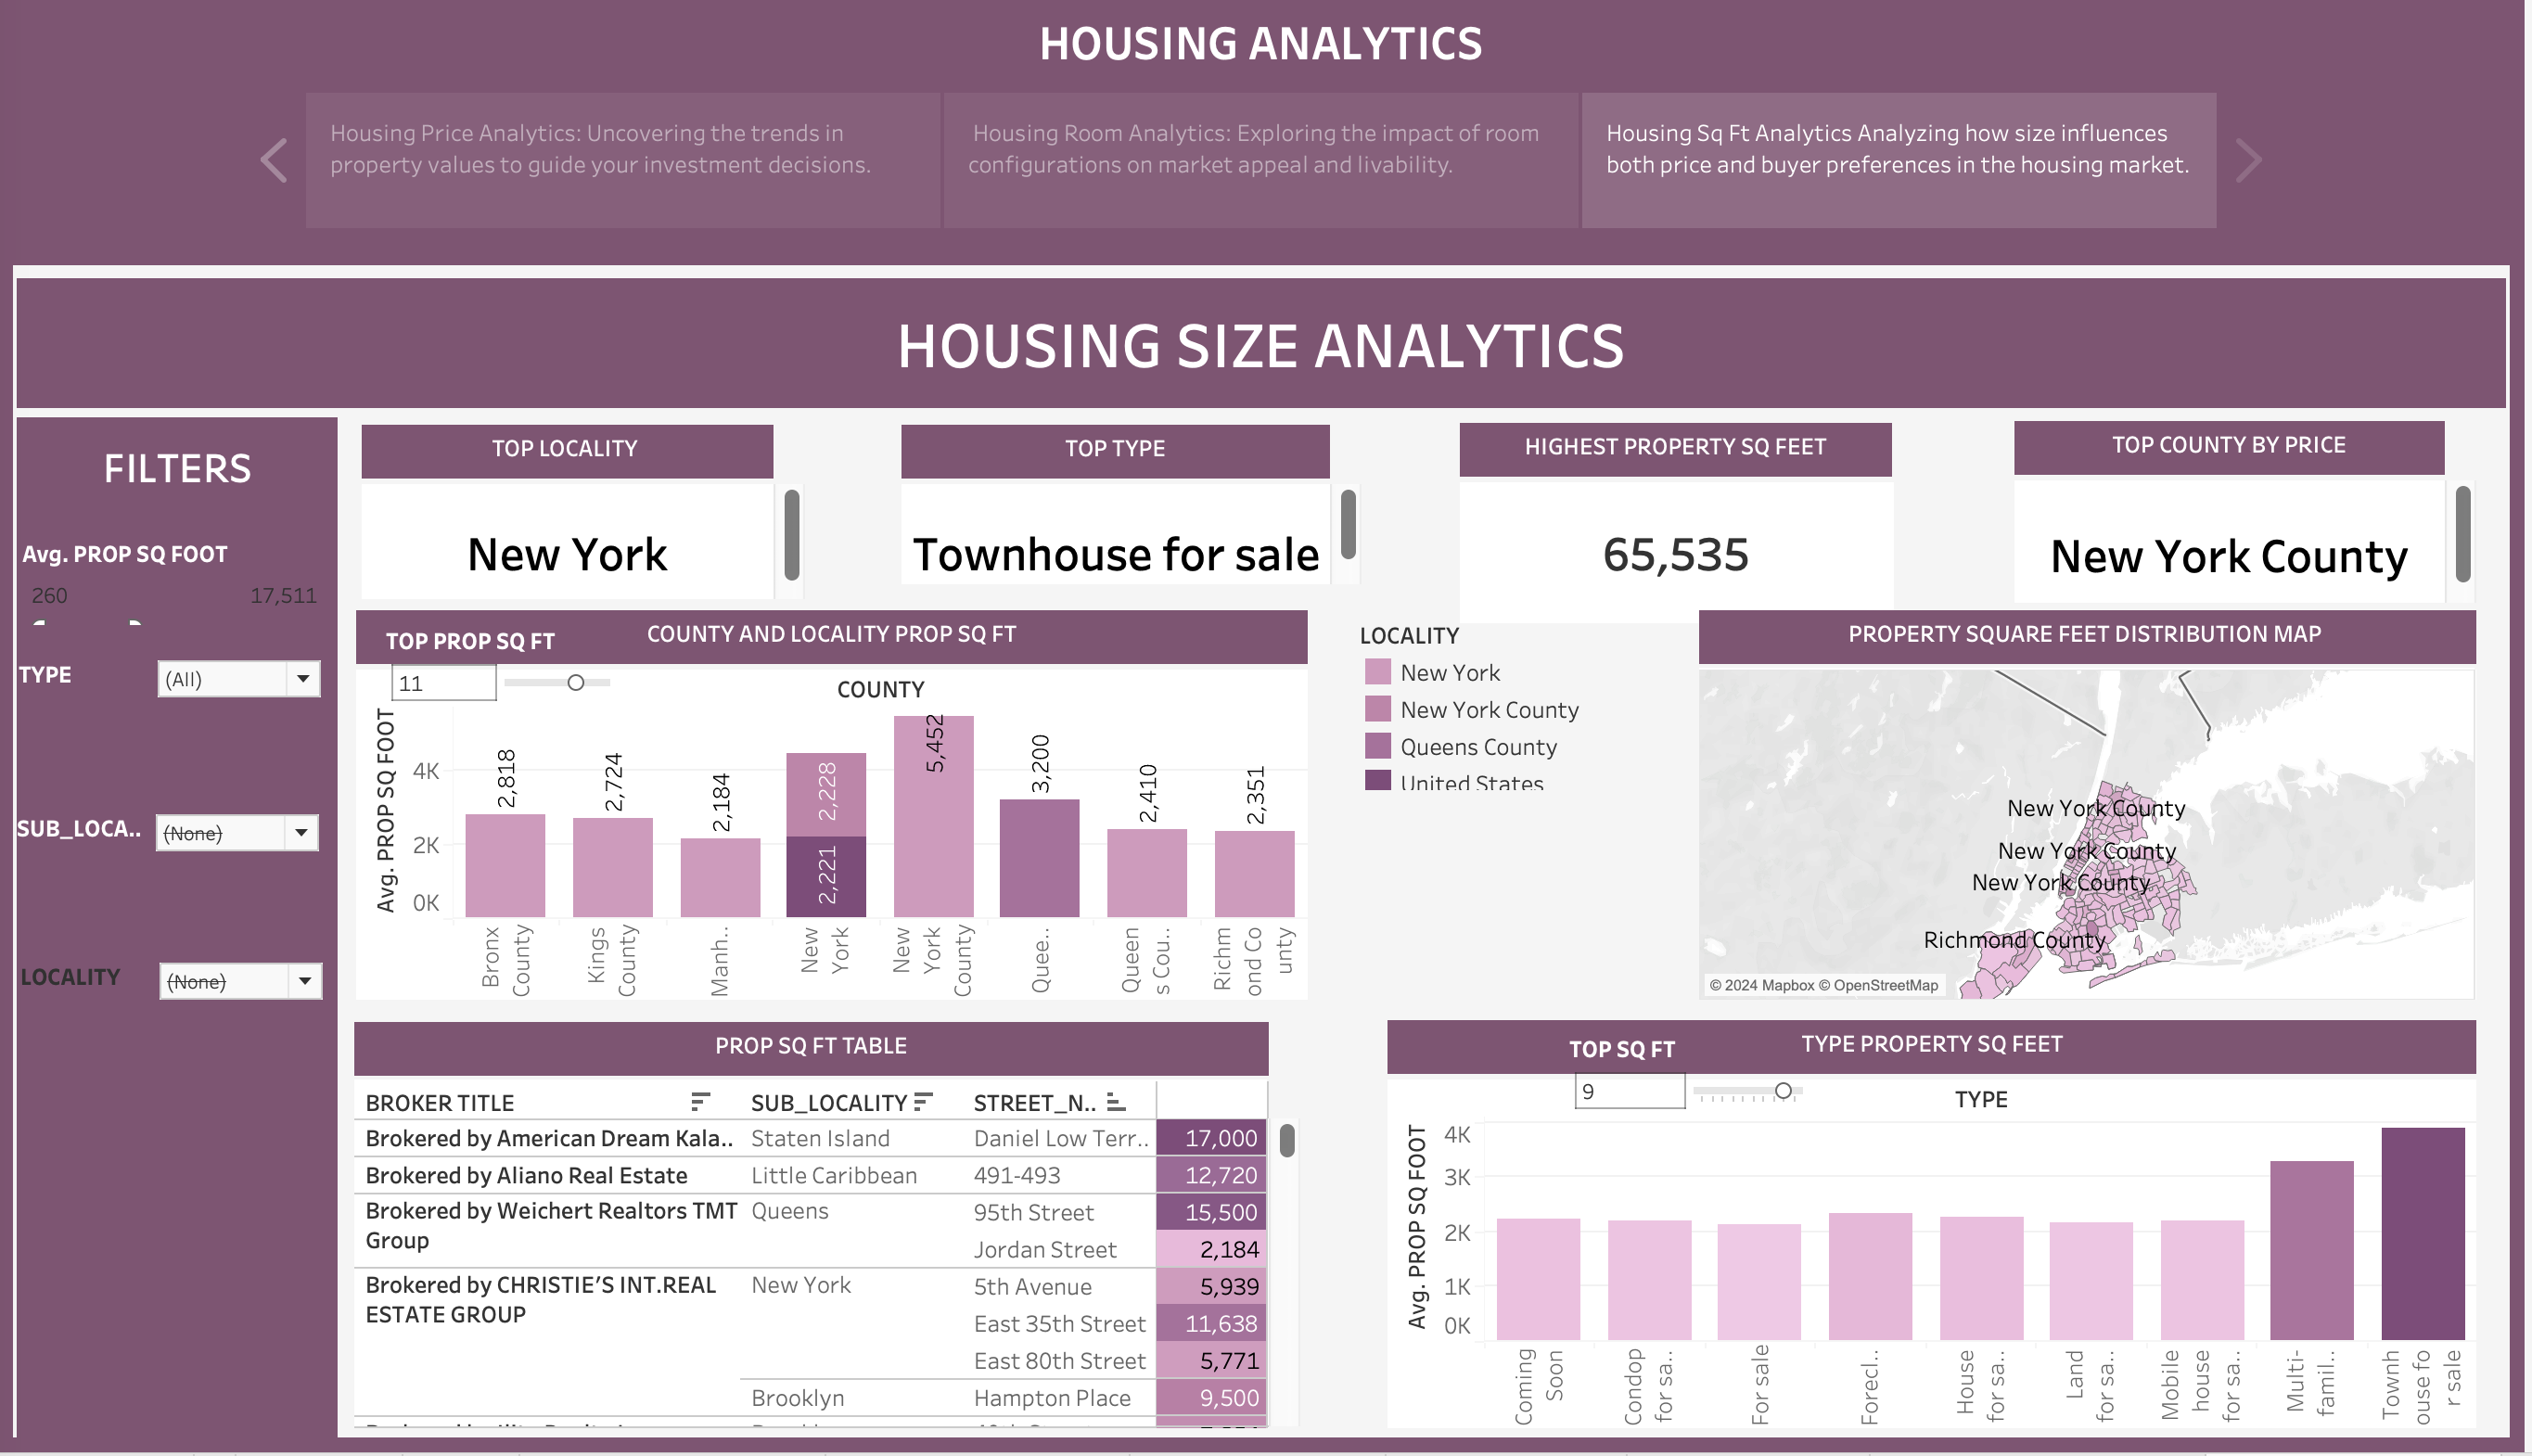 HOUSING ANALYTICS
Housing Price Analytics: Uncovering the trends in
property values to guide your investment decisions.
Housing Room Analytics: Exploring the impact of room
configurations on market appeal and livability.
Housing Sq Ft Analytics Analyzing how size influences
both price and buyer preferences in the housing market.
HOUSING SIZE ANALYTICS
FILTERS
Avg. PROP SQ FOOT
260 17,511
TYPE (All)
SUB_LOCA.. (None)
LOCALITY (None)
TOP LOCALITY
New York
TOP TYPE
Townhouse for sale
HIGHEST PROPERTY SQ FEET
65,535
TOP COUNTY BY PRICE
New York County
TOP PROP SQ FT
COUNTY AND LOCALITY PROP SQ FT
11
COUNTY
Avg. PROP SQ FOOT
4K
2K
0K
2,818
2,724
2,184
2,228
2,221
5,452
3,200
2,410
2,351
Bronx
County
Kings
County
Manh..
New
York
New
York
County
Quee..
Queen
s Cou..
Richm
ond Co
unty
LOCALITY
New York
New York County
Queens County
United States
PROPERTY SQUARE FEET DISTRIBUTION MAP
New York County
New York County
New York County
Richmond County
© 2024 Mapbox © OpenStreetMap
PROP SQ FT TABLE
BROKER TITLE SUB_LOCALITY STREET_N..
Brokered by American Dream Kala.. Staten Island Daniel Low Terr.. 17,000
Brokered by Aliano Real Estate Little Caribbean 491-493 12,720
Brokered by Weichert Realtors TMT Queens 95th Street 15,500
Group
Jordan Street 2,184
Brokered by CHRISTIE’S INT.REAL New York 5th Avenue 5,939
ESTATE GROUP
East 35th Street 11,638
East 80th Street 5,771
Brooklyn Hampton Place 9,500
TOP SQ FT
TYPE PROPERTY SQ FEET
9
TYPE
Avg. PROP SQ FOOT
4K
3K
2K
1K
0K
Coming
Soon
Condop
for sa..
For sale
Forecl..
House
for sa..
Land
for sa..
Mobile
house
for sa..
Multi-
famil..
Townh
ouse fo
r sale